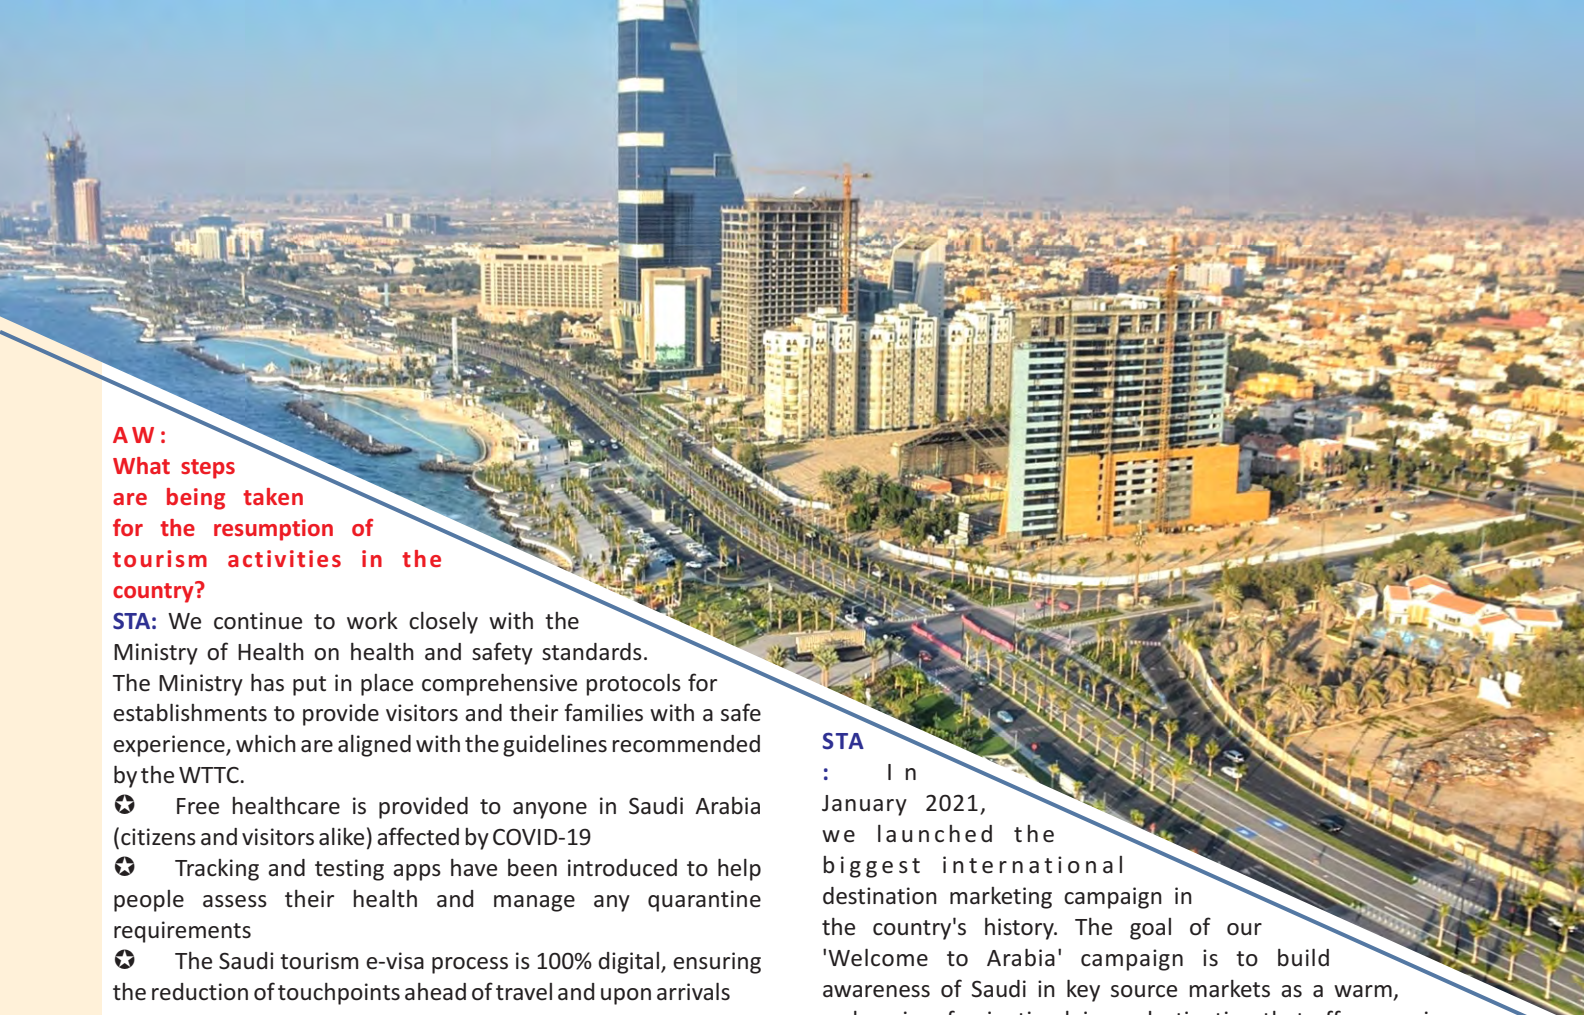 AW:
What steps
are being taken
for the resumption of
tourism activities in the
country?
STA: We continue to work closely with the
Ministry of Health on health and safety standards.
The Ministry has put in place comprehensive protocols for
establishments to provide visitors and their families with a safe
experience, which are aligned with the guidelines recommended
by the WTTC.
✪ Free healthcare is provided to anyone in Saudi Arabia
(citizens and visitors alike) affected by COVID-19
✪ Tracking and testing apps have been introduced to help
people assess their health and manage any quarantine
requirements
✪ The Saudi tourism e-visa process is 100% digital, ensuring
the reduction of touchpoints ahead of travel and upon arrivals
STA
: In
January 2021,
we launched the
biggest international
destination marketing campaign in
the country's history. The goal of our
'Welcome to Arabia' campaign is to build
awareness of Saudi in key source markets as a warm,